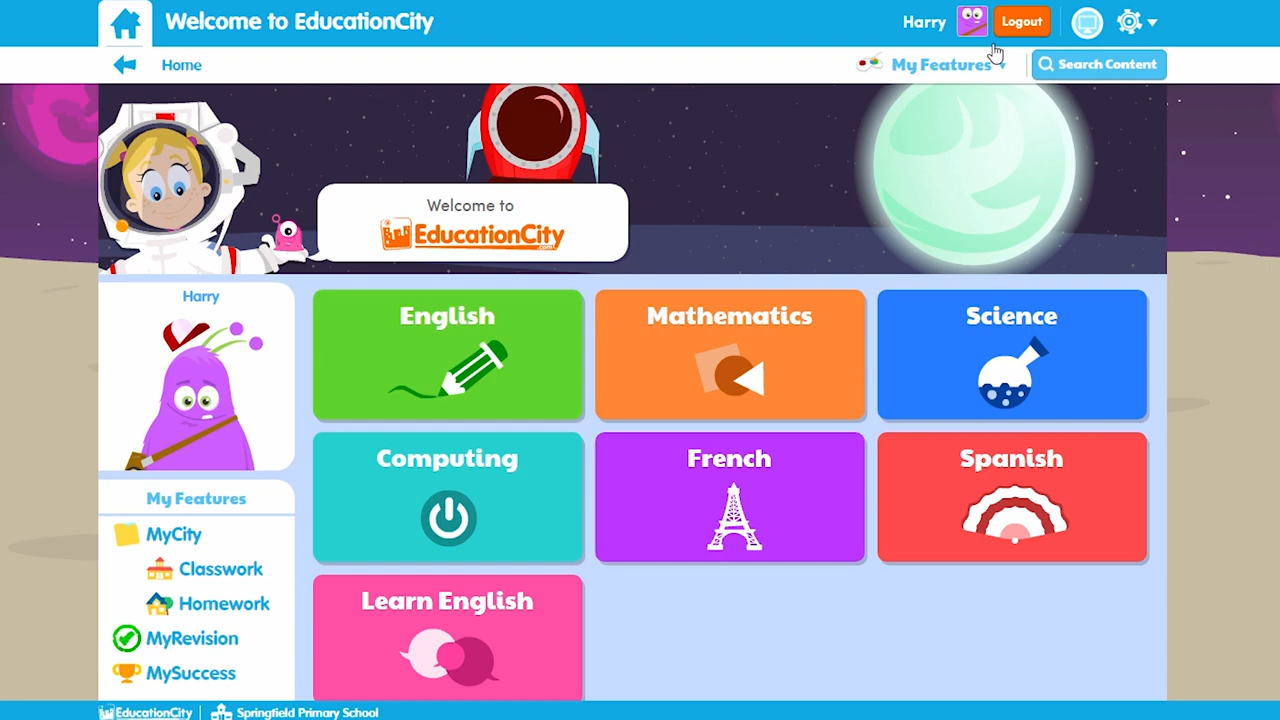 Welcome to EducationCity
Harry
Logout
Home
My Features
Search Content
Welcome to
EducationCity
.com
Harry
English
Mathematics
Science
Computing
French
Spanish
Learn English
My Features
MyCity
Classwork
Homework
MyRevision
MySuccess
EducationCity
Springfield Primary School